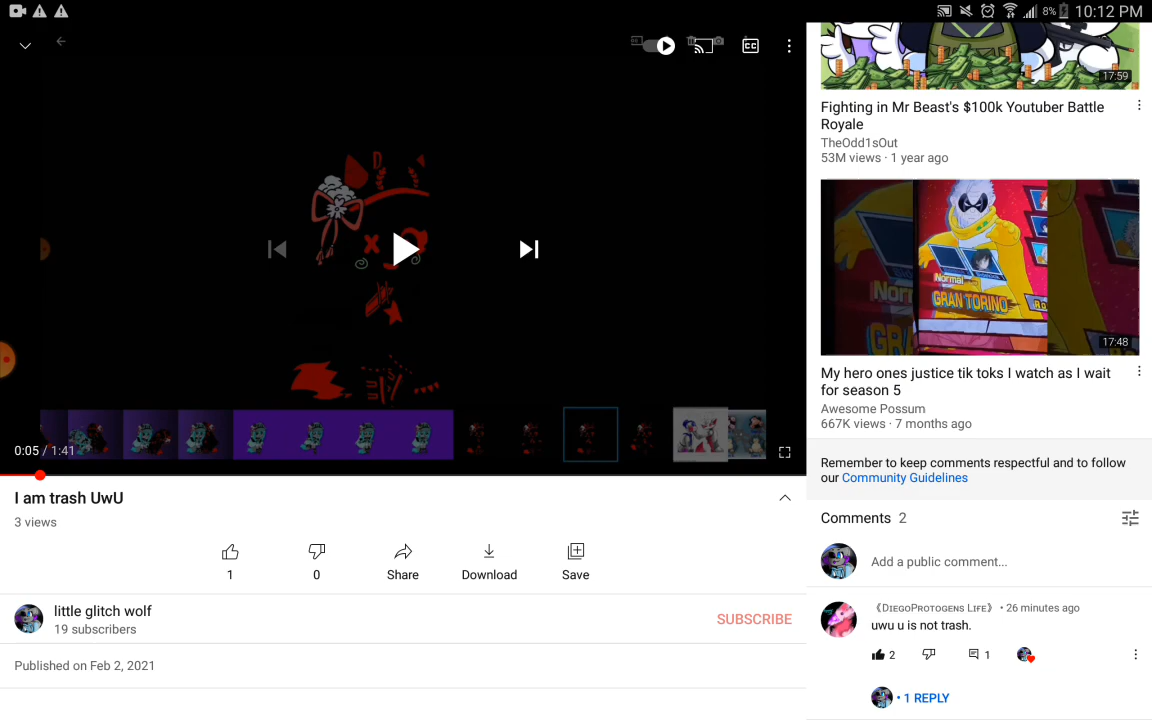 8% 10:12 PM
CC
0:05 / 1:41
I am trash UwU
3 views
1
0
Share
Download
Save
little glitch wolf
19 subscribers
SUBSCRIBE
Published on Feb 2, 2021
17:59
Fighting in Mr Beast's $100k Youtuber Battle
Royale
TheOdd1sOut
53M views · 1 year ago
Normal
GRAN TORINO
17:48
My hero ones justice tik toks I watch as I wait
for season 5
Awesome Possum
667K views · 7 months ago
Remember to keep comments respectful and to follow
our Community Guidelines
Comments 2
Add a public comment...
《DɪᴇɢᴏPʀᴏᴛᴏɢᴇɴs Lɪғᴇ》 • 26 minutes ago
uwu u is not trash.
2
1
• 1 REPLY